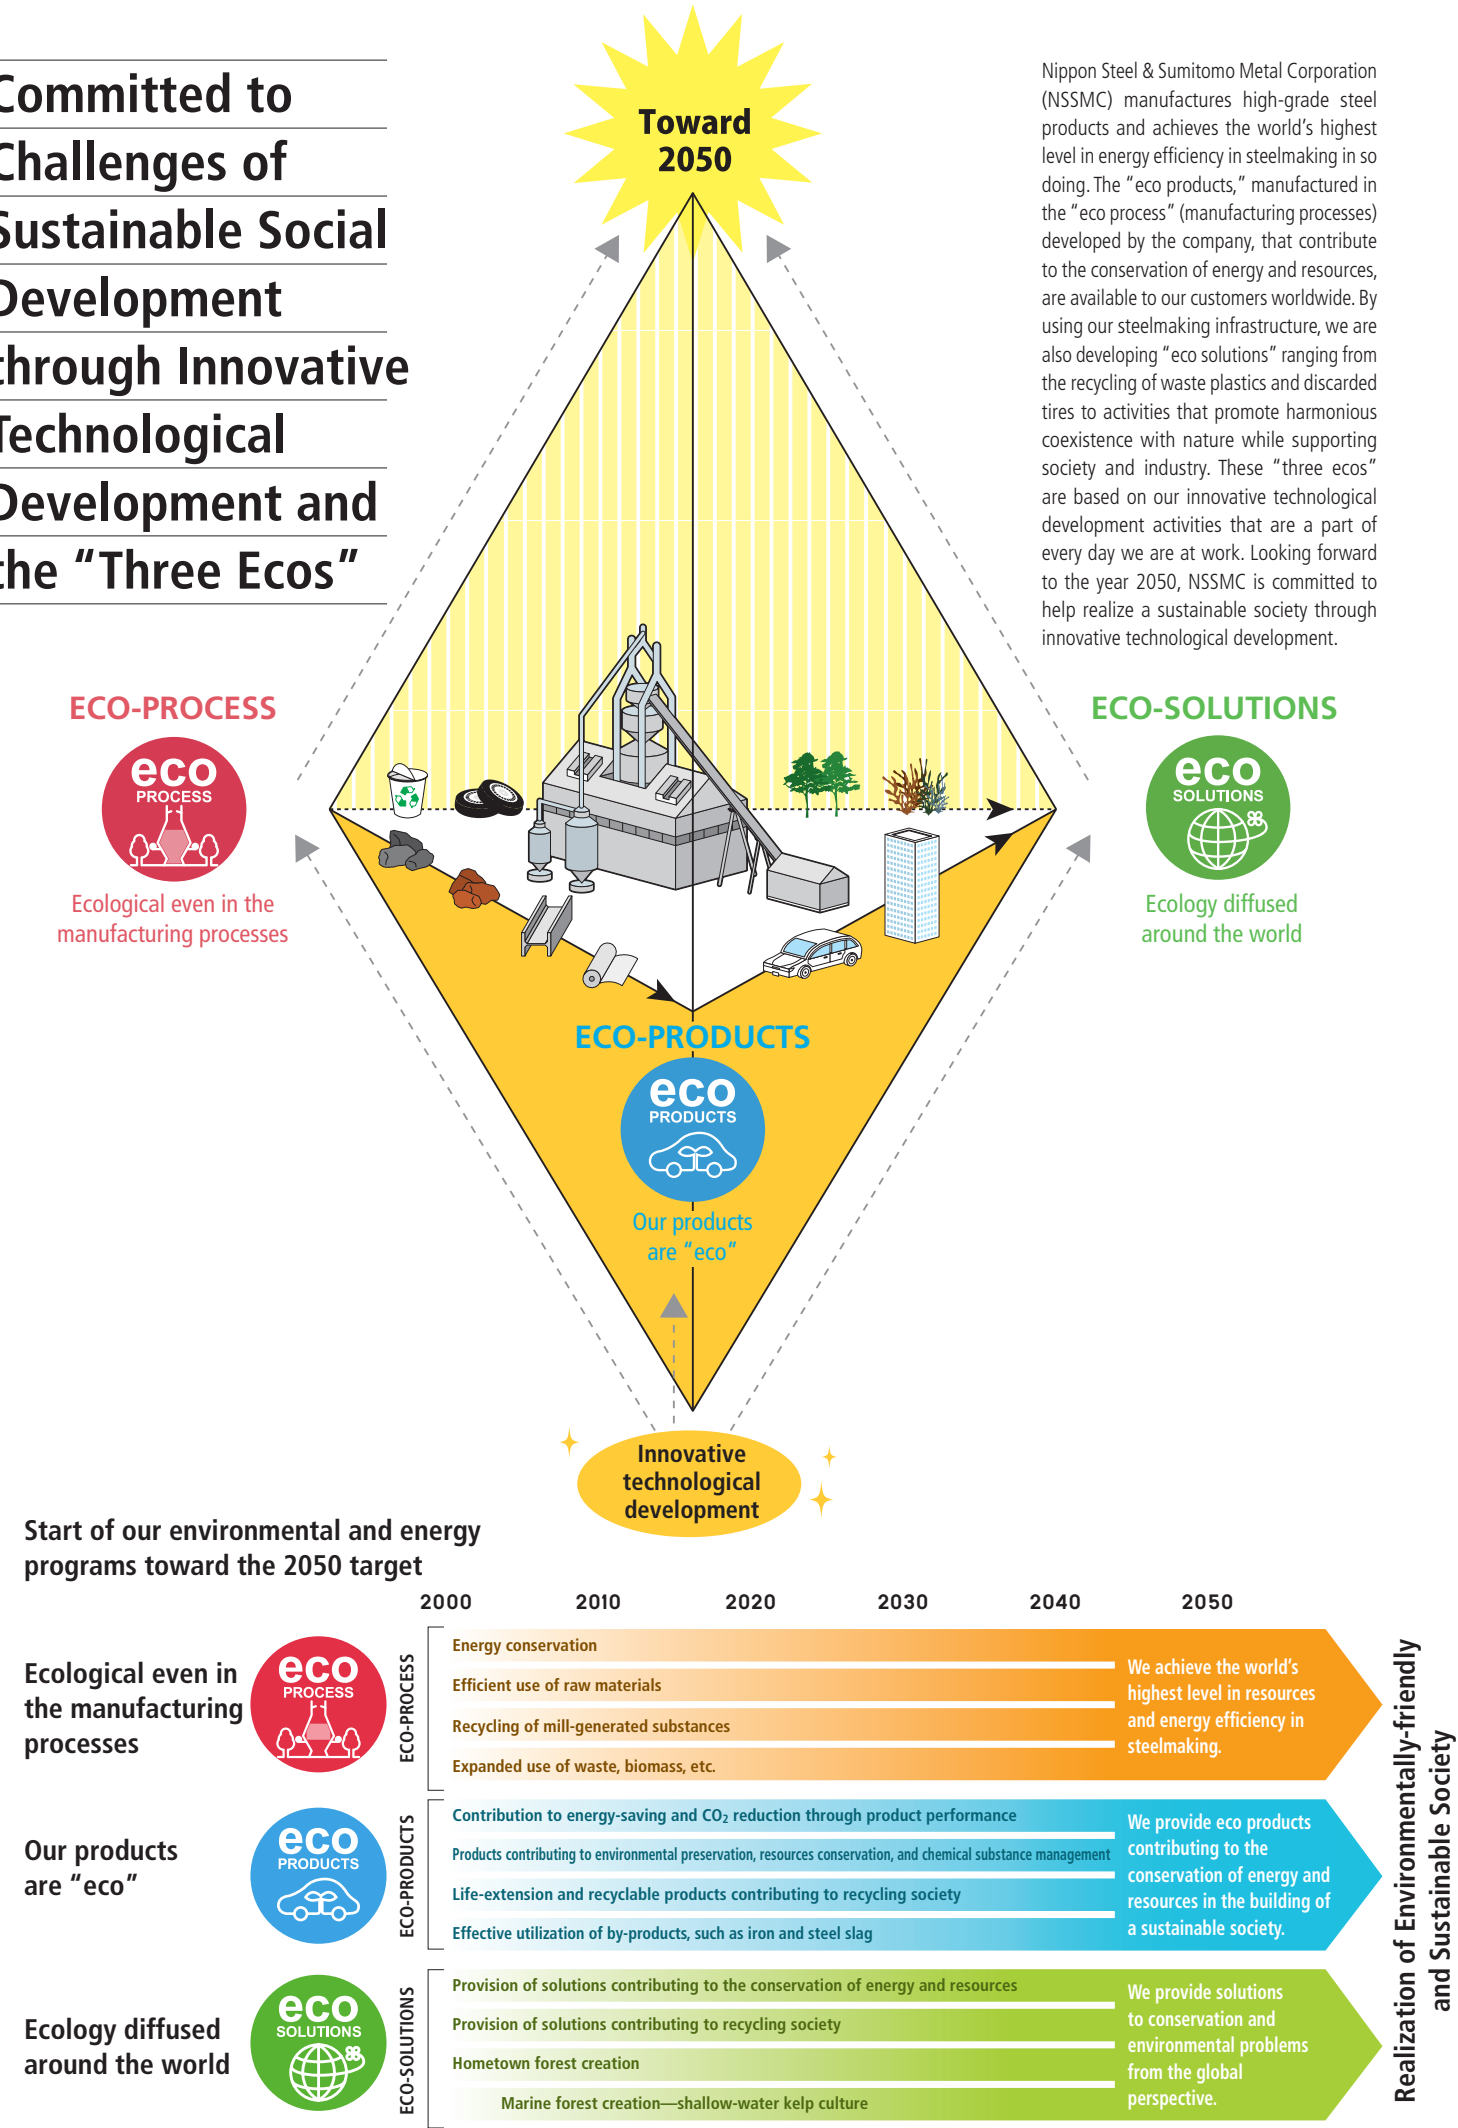 Committed to
Challenges of
Sustainable Social
Development
through Innovative
Technological
Development and
the “Three Ecos”
Toward
2050
Nippon Steel & Sumitomo Metal Corporation
(NSSMC) manufactures high-grade steel
products and achieves the world’s highest
level in energy efficiency in steelmaking in so
doing. The “eco products,” manufactured in
the “eco process” (manufacturing processes)
developed by the company, that contribute
to the conservation of energy and resources,
are available to our customers worldwide. By
using our steelmaking infrastructure, we are
also developing “eco solutions” ranging from
the recycling of waste plastics and discarded
tires to activities that promote harmonious
coexistence with nature while supporting
society and industry. These “three ecos”
are based on our innovative technological
development activities that are a part of
every day we are at work. Looking forward
to the year 2050, NSSMC is committed to
help realize a sustainable society through
innovative technological development.
ECO-PROCESS
eco
PROCESS
Ecological even in the
manufacturing processes
ECO-SOLUTIONS
eco
SOLUTIONS
Ecology diffused
around the world
ECO-PRODUCTS
eco
PRODUCTS
Our products
are “eco”
Innovative
technological
development
Start of our environmental and energy
programs toward the 2050 target
2000 2010 2020 2030 2040 2050
Ecological even in
the manufacturing
processes
eco
PROCESS
ECO-PROCESS
Energy conservation
Efficient use of raw materials
Recycling of mill-generated substances
Expanded use of waste, biomass, etc.
We achieve the world’s
highest level in resources
and energy efficiency in
steelmaking.
Our products
are “eco”
eco
PRODUCTS
ECO-PRODUCTS
Contribution to energy-saving and CO₂ reduction through product performance
Products contributing to environmental preservation, resources conservation, and chemical substance management
Life-extension and recyclable products contributing to recycling society
Effective utilization of by-products, such as iron and steel slag
We provide eco products
contributing to the
conservation of energy and
resources in the building of
a sustainable society.
Ecology diffused
around the world
eco
SOLUTIONS
ECO-SOLUTIONS
Provision of solutions contributing to the conservation of energy and resources
Provision of solutions contributing to recycling society
Hometown forest creation
Marine forest creation—shallow-water kelp culture
We provide solutions
to conservation and
environmental problems
from the global
perspective.
Realization of Environmentally-friendly
and Sustainable Society